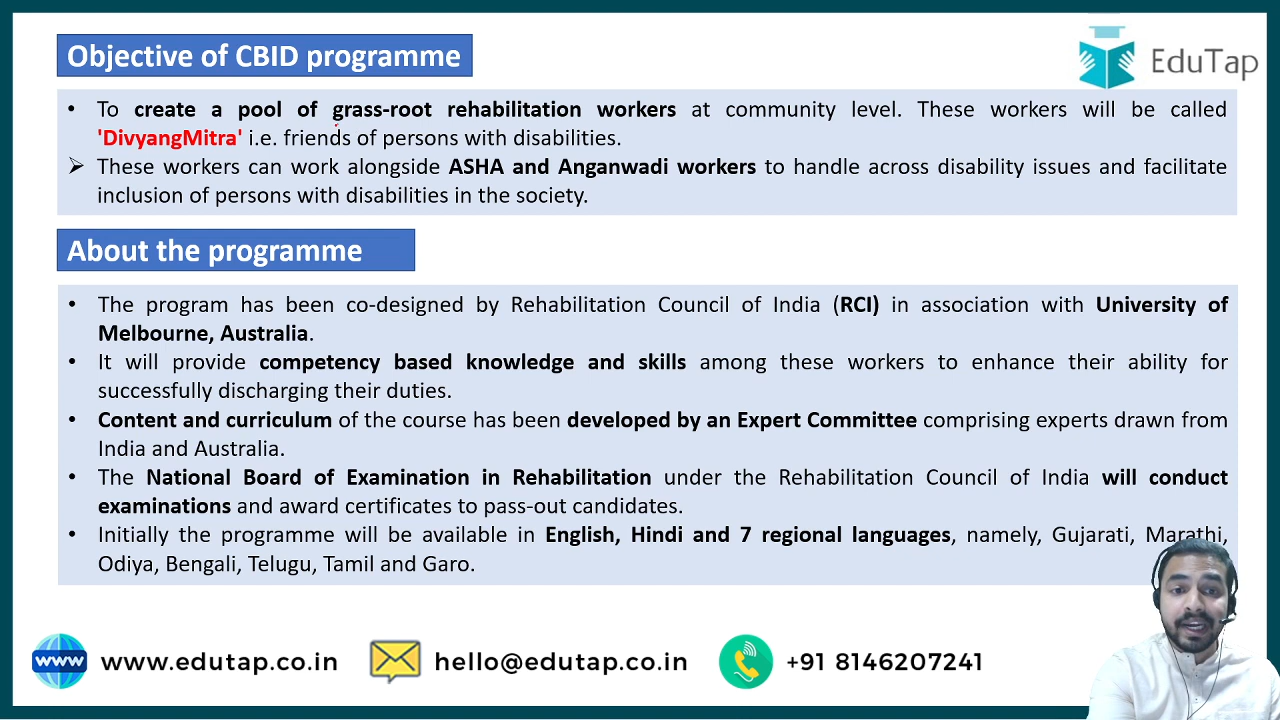 Objective of CBID programme
EduTap
• To create a pool of grass-root rehabilitation workers at community level. These workers will be called
'DivyangMitra' i.e. friends of persons with disabilities.
➢ These workers can work alongside ASHA and Anganwadi workers to handle across disability issues and facilitate
inclusion of persons with disabilities in the society.
About the programme
• The program has been co-designed by Rehabilitation Council of India (RCI) in association with University of
Melbourne, Australia.
• It will provide competency based knowledge and skills among these workers to enhance their ability for
successfully discharging their duties.
• Content and curriculum of the course has been developed by an Expert Committee comprising experts drawn from
India and Australia.
• The National Board of Examination in Rehabilitation under the Rehabilitation Council of India will conduct
examinations and award certificates to pass-out candidates.
• Initially the programme will be available in English, Hindi and 7 regional languages, namely, Gujarati, Marathi,
Odiya, Bengali, Telugu, Tamil and Garo.
www www.edutap.co.in hello@edutap.co.in +91 8146207241